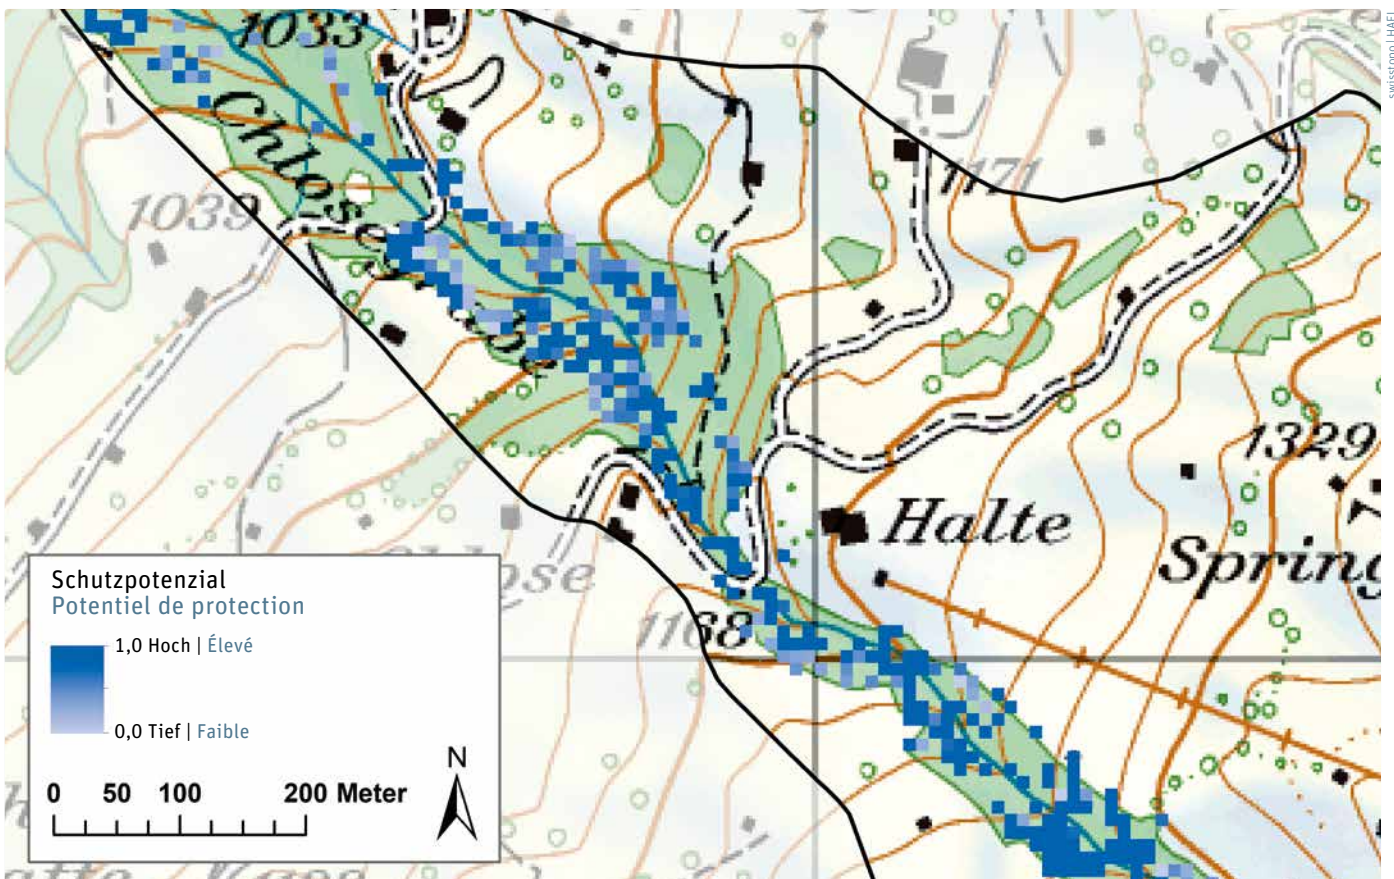 1033
swisstopo | HAFL
1039
1171
1329
Halte
Spring
1168
Schutzpotenzial
Potentiel de protection
1,0 Hoch | Élevé
0,0 Tief | Faible
N
0 50 100 200 Meter